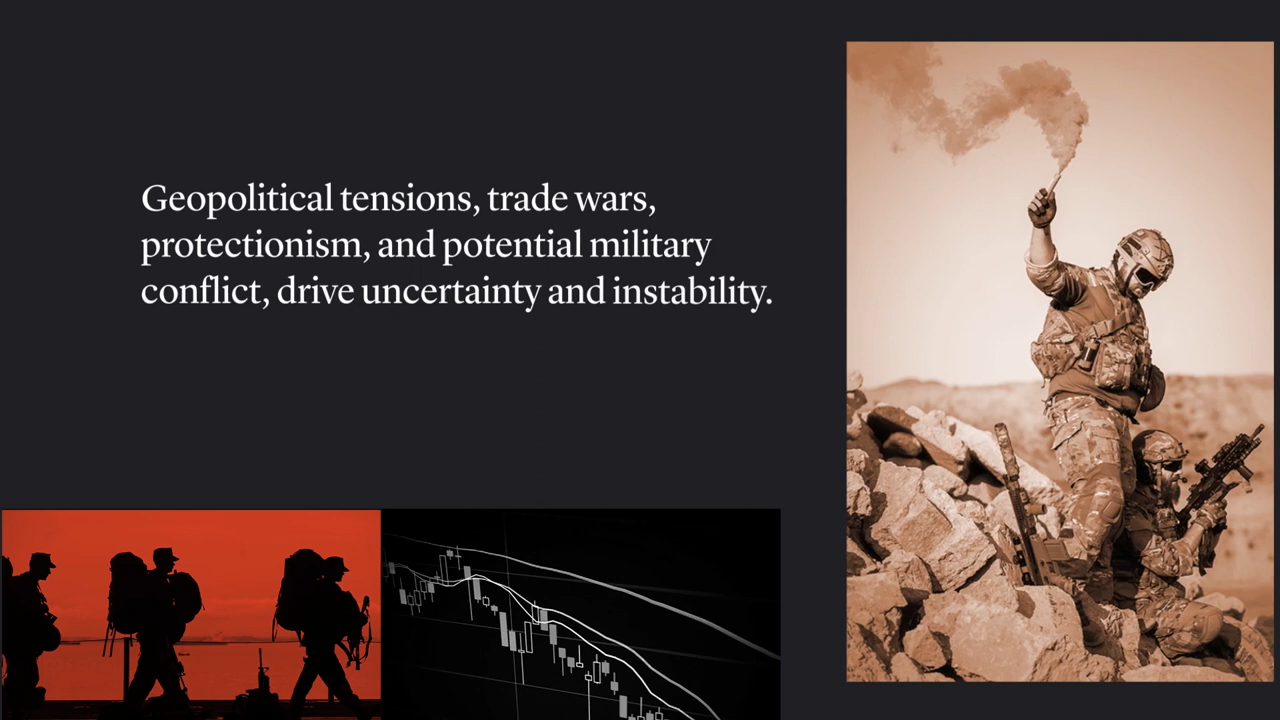 Geopolitical tensions, trade wars,
protectionism, and potential military
conflict, drive uncertainty and instability.